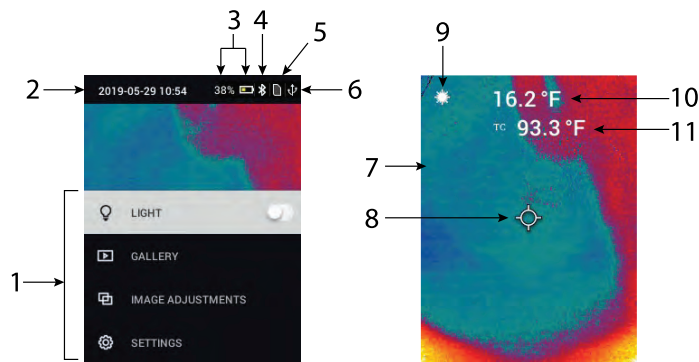 3 4 5
2 2019-05-29 10:54 38% 6
LIGHT
1 GALLERY
IMAGE ADJUSTMENTS
SETTINGS
9
16.2 °F 10
TC 93.3 °F 11
7
8